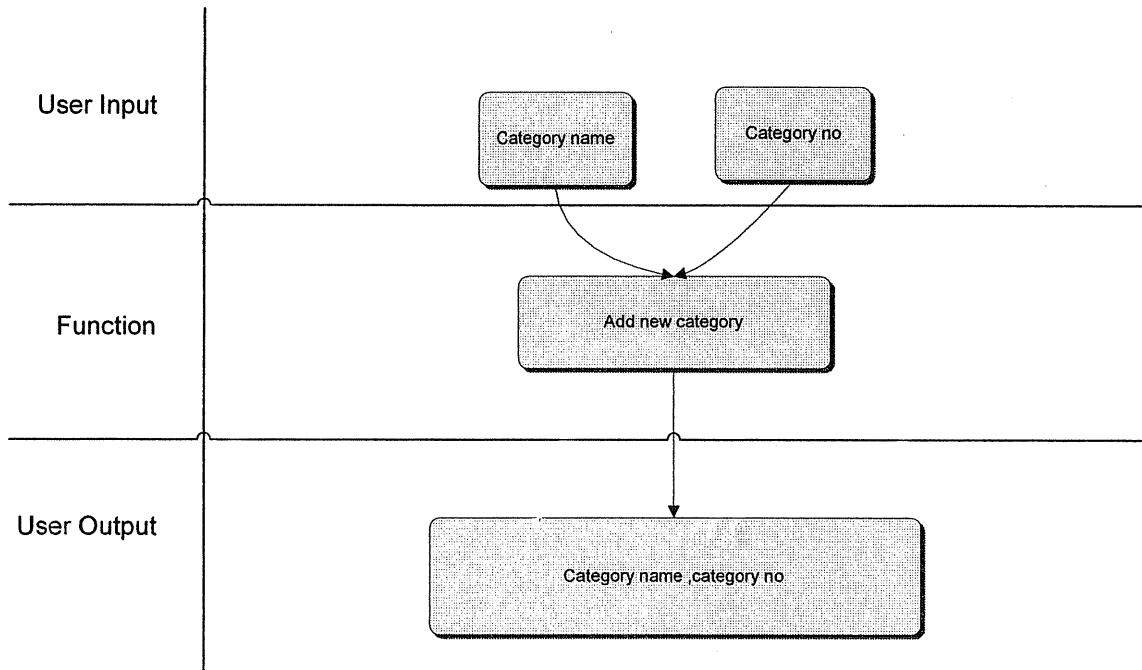 User Input
Category name
Category no
Function
Add new category
User Output
Category name ,category no